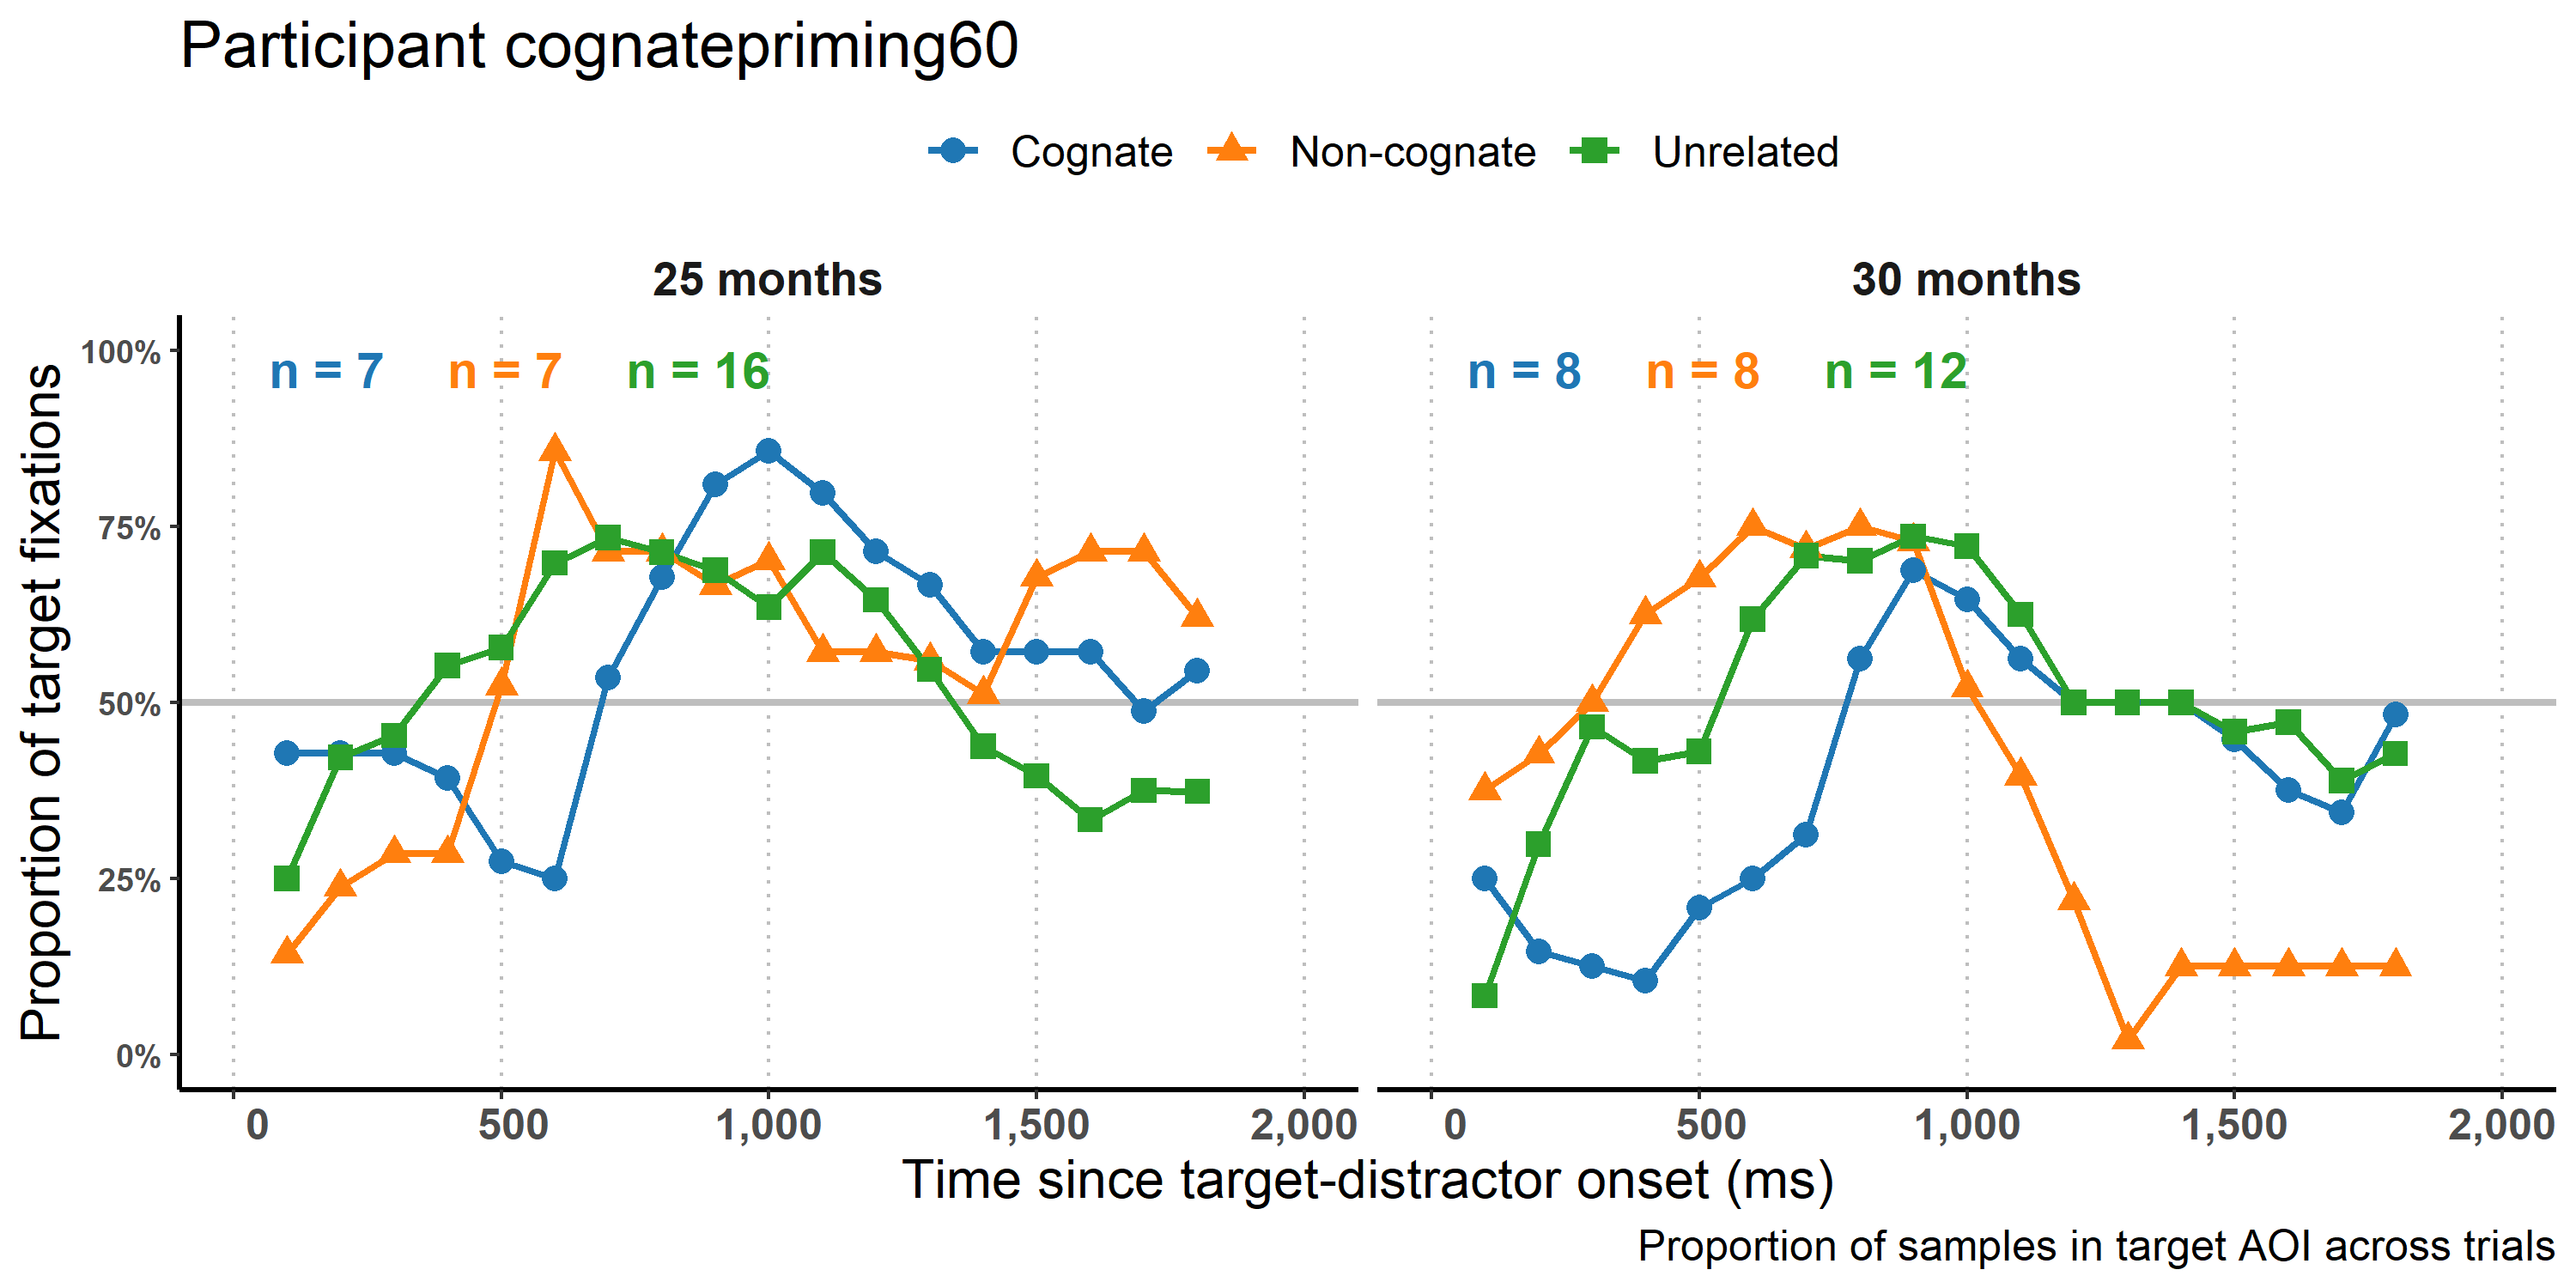 Participant cognatepriming60
Cognate Non-cognate Unrelated
25 months 30 months
Proportion of target fixations
100%
75%
50%
25%
0%
n = 7 n = 7 n = 16 n = 8 n = 8 n = 12
0 500 1,000 1,500 2,000 0 500 1,000 1,500 2,000
Time since target-distractor onset (ms)
Proportion of samples in target AOI across trials